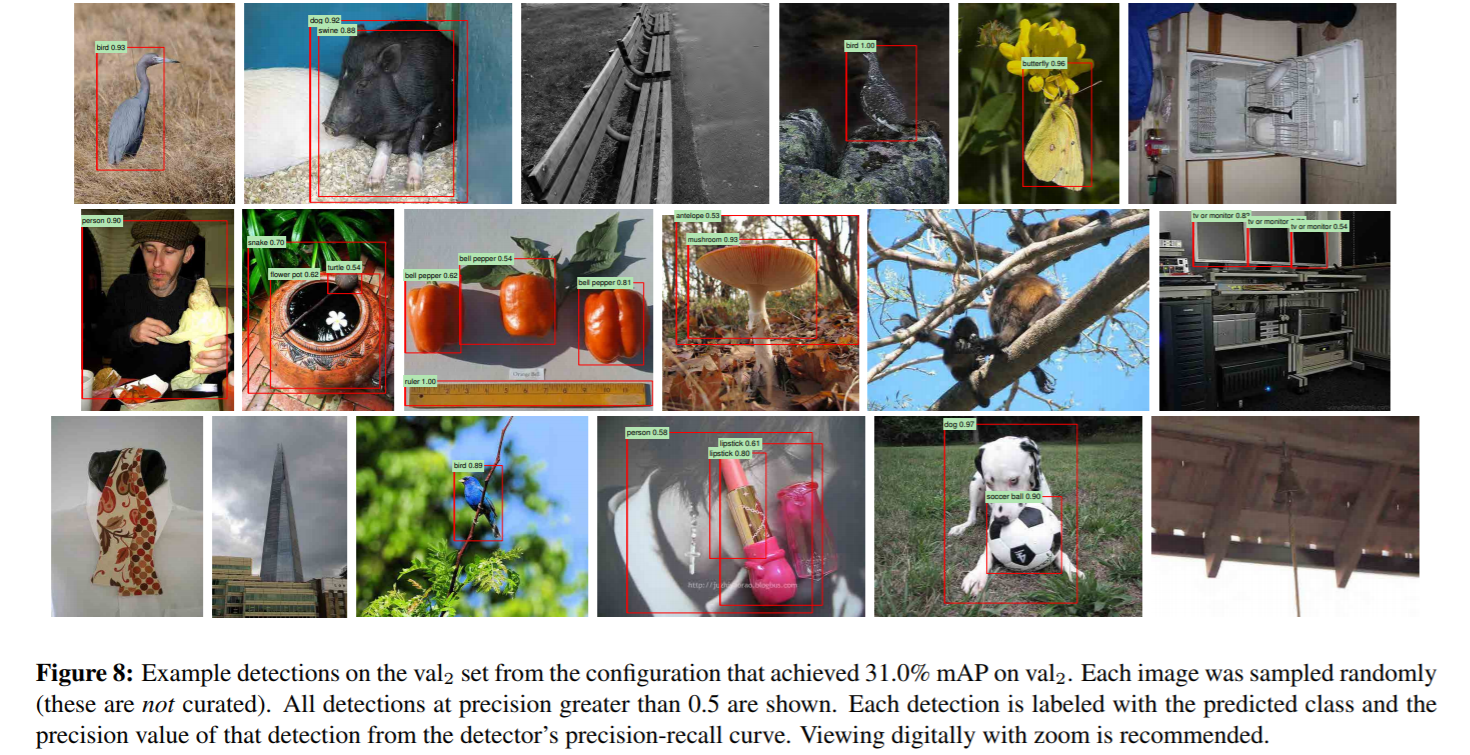 bird 0.93
dog 0.92
swine 0.88
bird 1.00
butterfly 0.96
person 0.90
snake 0.70
flower pot 0.62
turtle 0.54
bell pepper 0.62
bell pepper 0.54
bell pepper 0.81
ruler 1.00
antelope 0.53
mushroom 0.93
tv or monitor
tv or monitor
tv or monitor 0.54
bird 0.89
person 0.58
lipstick 0.61
lipstick 0.80
dog 0.97
soccer ball 0.90
Figure 8: Example detections on the val₂ set from the configuration that achieved 31.0% mAP on val₂. Each image was sampled randomly
(these are not curated). All detections at precision greater than 0.5 are shown. Each detection is labeled with the predicted class and the
precision value of that detection from the detector's precision-recall curve. Viewing digitally with zoom is recommended.